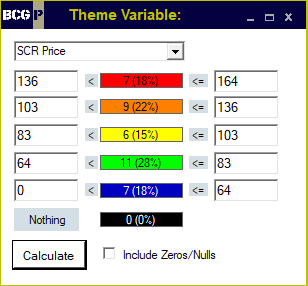 BCG P Theme Variable:
SCR Price
136 < 7 (18%) <= 164
103 < 9 (22%) <= 136
83 < 6 (15%) <= 103
64 < 11 (28%) <= 83
0 < 7 (18%) <= 64
Nothing 0 (0%)
Calculate Include Zeros/Nulls